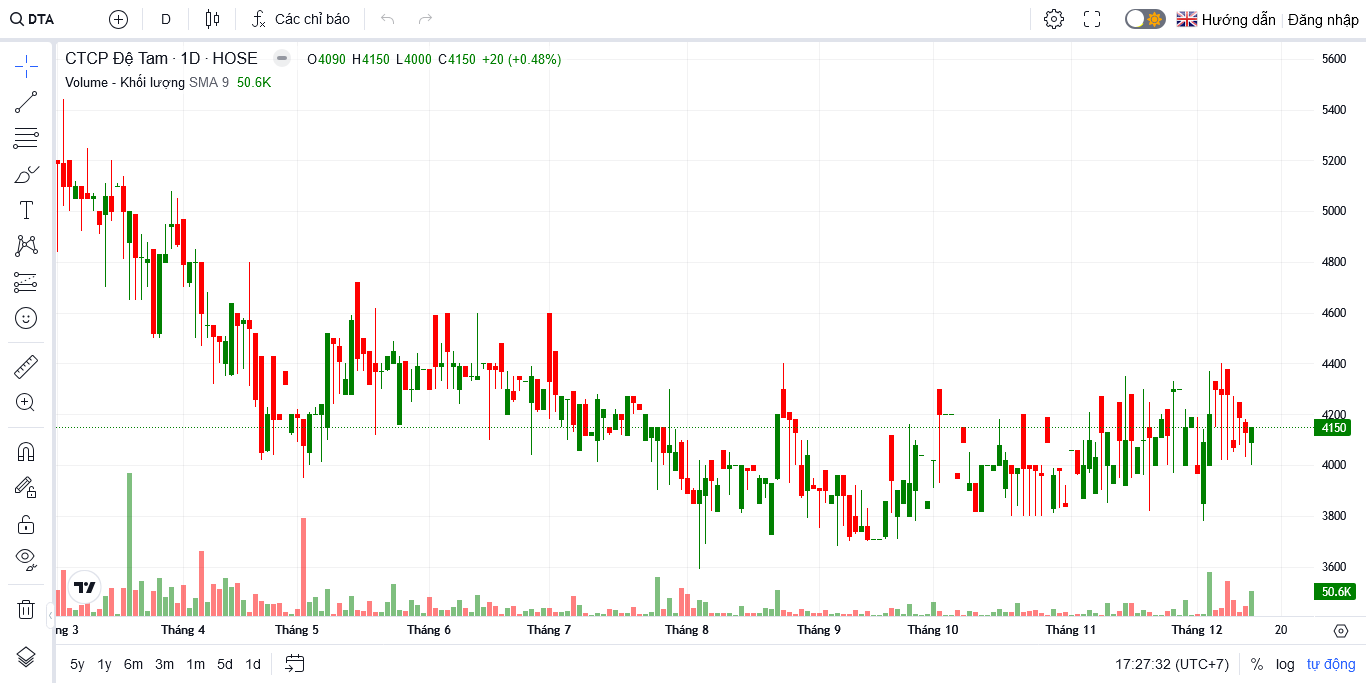 DTA D Các chỉ báo Hướng dẫn Đăng nhập
CTCP Đệ Tam · 1D · HOSE O4090 H4150 L4000 C4150 +20 (+0.48%)
Volume - Khối lượng SMA 9 50.6K
5600
5400
5200
5000
4800
4600
4400
4200
4150
4000
3800
3600
50.6K
ng 3 Tháng 4 Tháng 5 Tháng 6 Tháng 7 Tháng 8 Tháng 9 Tháng 10 Tháng 11 Tháng 12 20
5y 1y 6m 3m 1m 5d 1d 17:27:32 (UTC+7) % log tự động